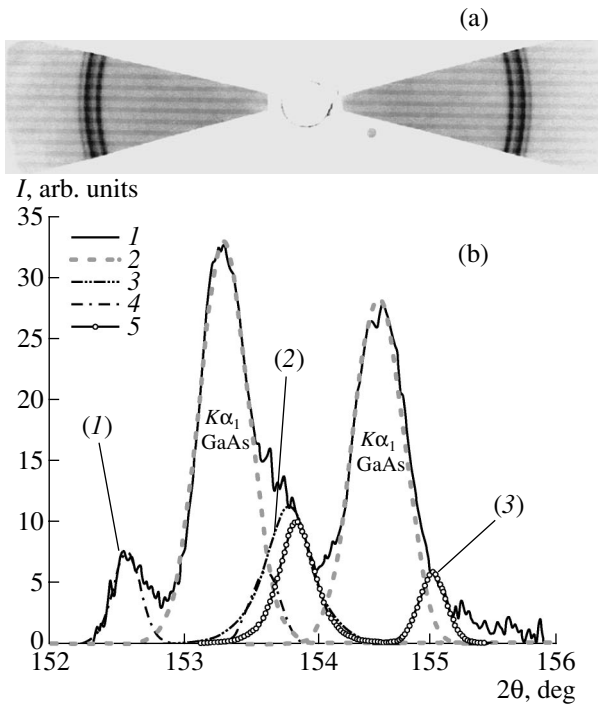 (a)
I, arb. units
35
30
25
20
15
10
5
0
1
2
3
4
5
(b)
(1)
(2)
(3)
Kα₁
GaAs
Kα₁
GaAs
152 153 154 155 156
2θ, deg